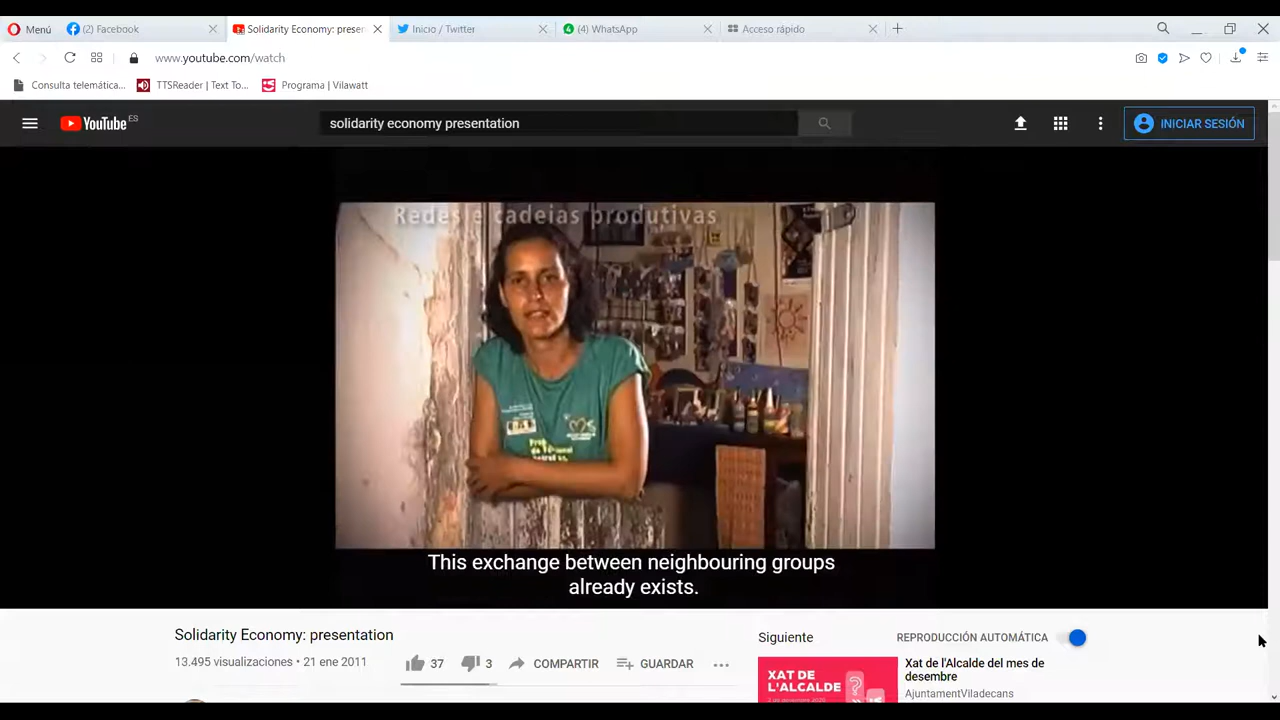 Menú
(2) Facebook
Solidarity Economy: preser
Inicio / Twitter
(4) WhatsApp
Acceso rápido
www.youtube.com/watch
Consulta telemática...
TTSReader | Text To...
Programa | Vilawatt
YouTube ES
solidarity economy presentation
INICIAR SESIÓN
Redes e cadeias produtivas
This exchange between neighbouring groups
already exists.
Solidarity Economy: presentation
13.495 visualizaciones • 21 ene 2011
37
3
COMPARTIR
GUARDAR
Siguiente
REPRODUCCIÓN AUTOMÁTICA
XAT DE
L'ALCALDE
Xat de l'Alcalde del mes de
desembre
AjuntamentViladecans